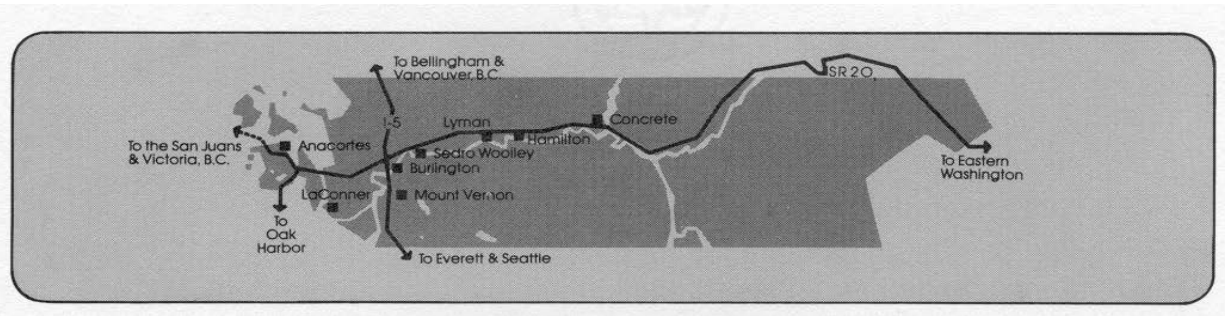 To Bellingham &
Vancouver, B.C.
SR 20
I-5
Lyman
Concrete
Hamilton
To the San Juans
& Victoria, B.C.
Anacortes
Sedro Woolley
Burlington
To Eastern
Washington
LaConner
Mount Vernon
To
Oak
Harbor
To Everett & Seattle